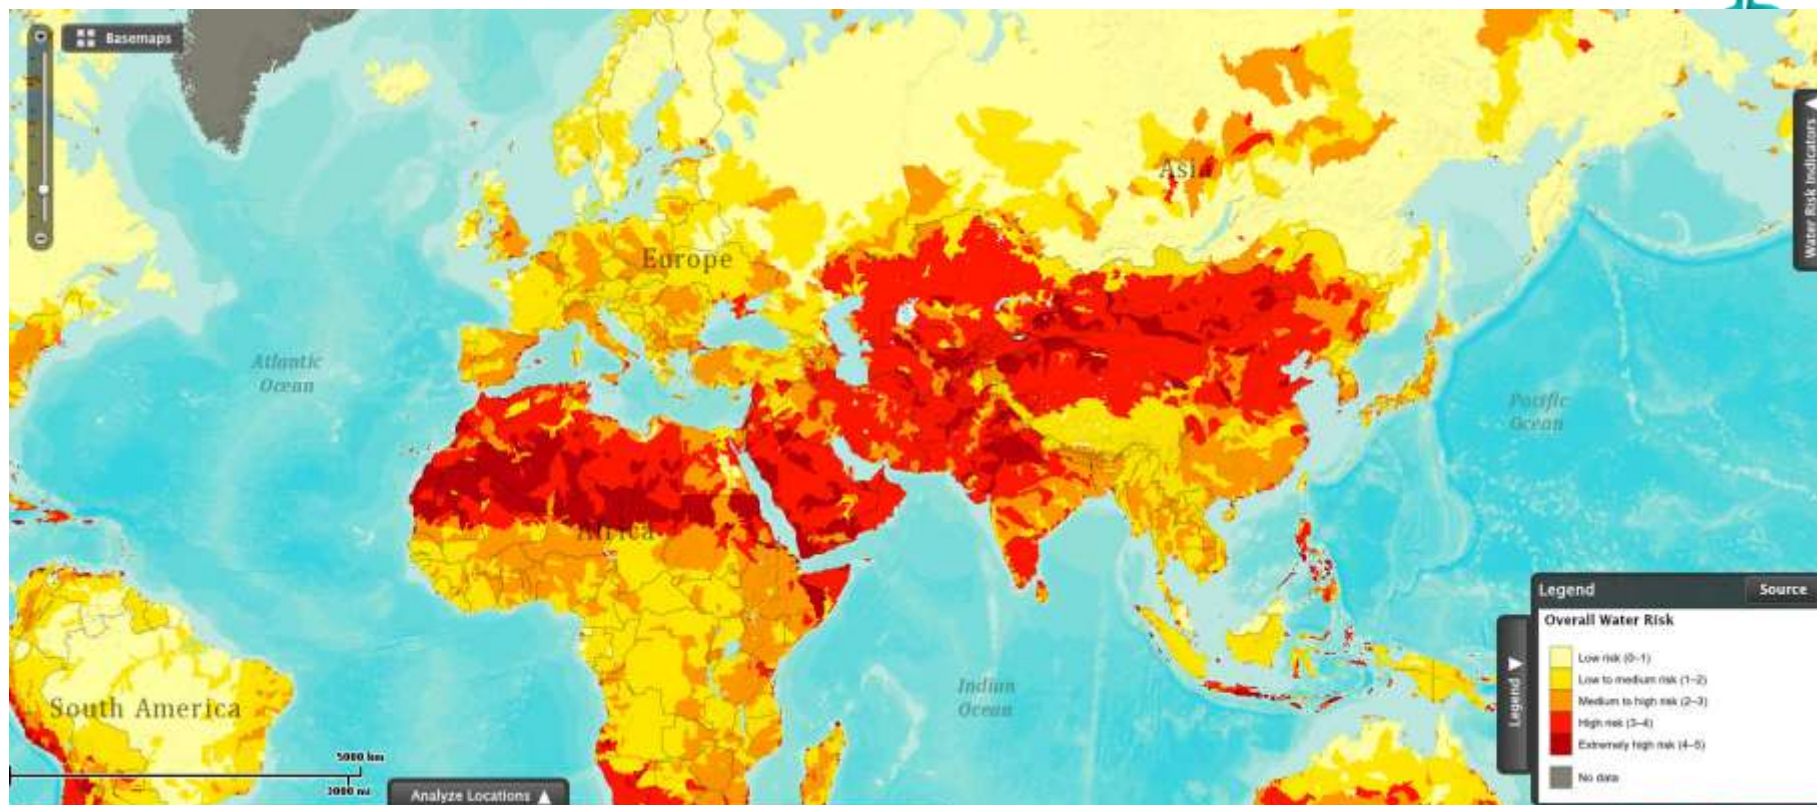 Basemaps
Water Risk Indicators
Asia
Europe
Atlantic
Ocean
Pacific
Ocean
Africa
South America
Indian
Ocean
5000 km
3000 mi
Analyze Locations
Legend
Legend
Source
Overall Water Risk
Low risk (0-1)
Low to medium risk (1-2)
Medium to high risk (2-3)
High risk (3-4)
Extremely high risk (4-5)
No data